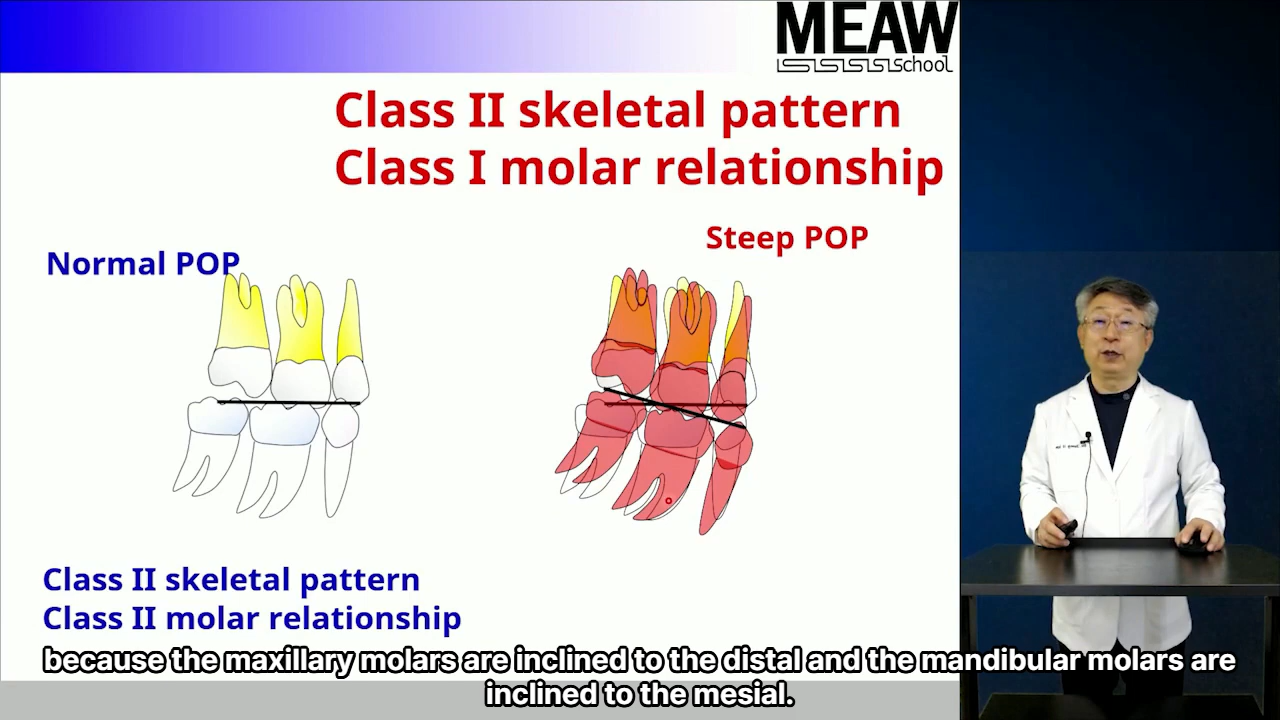 MEAW
school
Class II skeletal pattern
Class I molar relationship
Steep POP
Normal POP
Class II skeletal pattern
Class II molar relationship
because the maxillary molars are inclined to the distal and the mandibular molars are
inclined to the mesial.